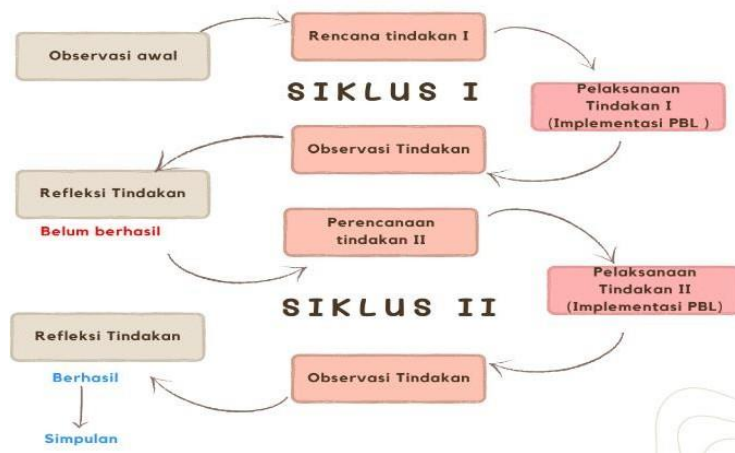 Observasi awal
Rencana tindakan I
SIKLUS I
Pelaksanaan
Tindakan I
(Implementasi PBL )
Observasi Tindakan
Refleksi Tindakan
Belum berhasil
Perencanaan
tindakan II
SIKLUS II
Pelaksanaan
Tindakan II
(Implementasi PBL)
Observasi Tindakan
Refleksi Tindakan
Berhasil
Simpulan